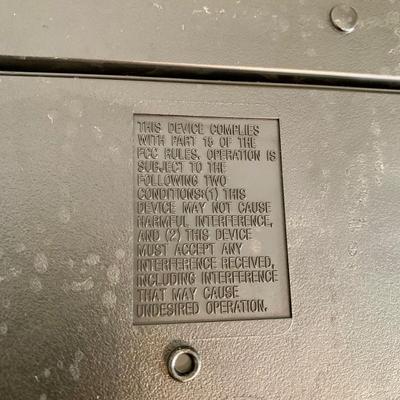 THIS DEVICE COMPLIES
WITH PART 15 OF THE
FCC RULES. OPERATION IS
SUBJECT TO THE
FOLLOWING TWO
CONDITIONS:(1) THIS
DEVICE MAY NOT CAUSE
HARMFUL INTERFERENCE,
AND (2) THIS DEVICE
MUST ACCEPT ANY
INTERFERENCE RECEIVED,
INCLUDING INTERFERENCE
THAT MAY CAUSE
UNDESIRED OPERATION.